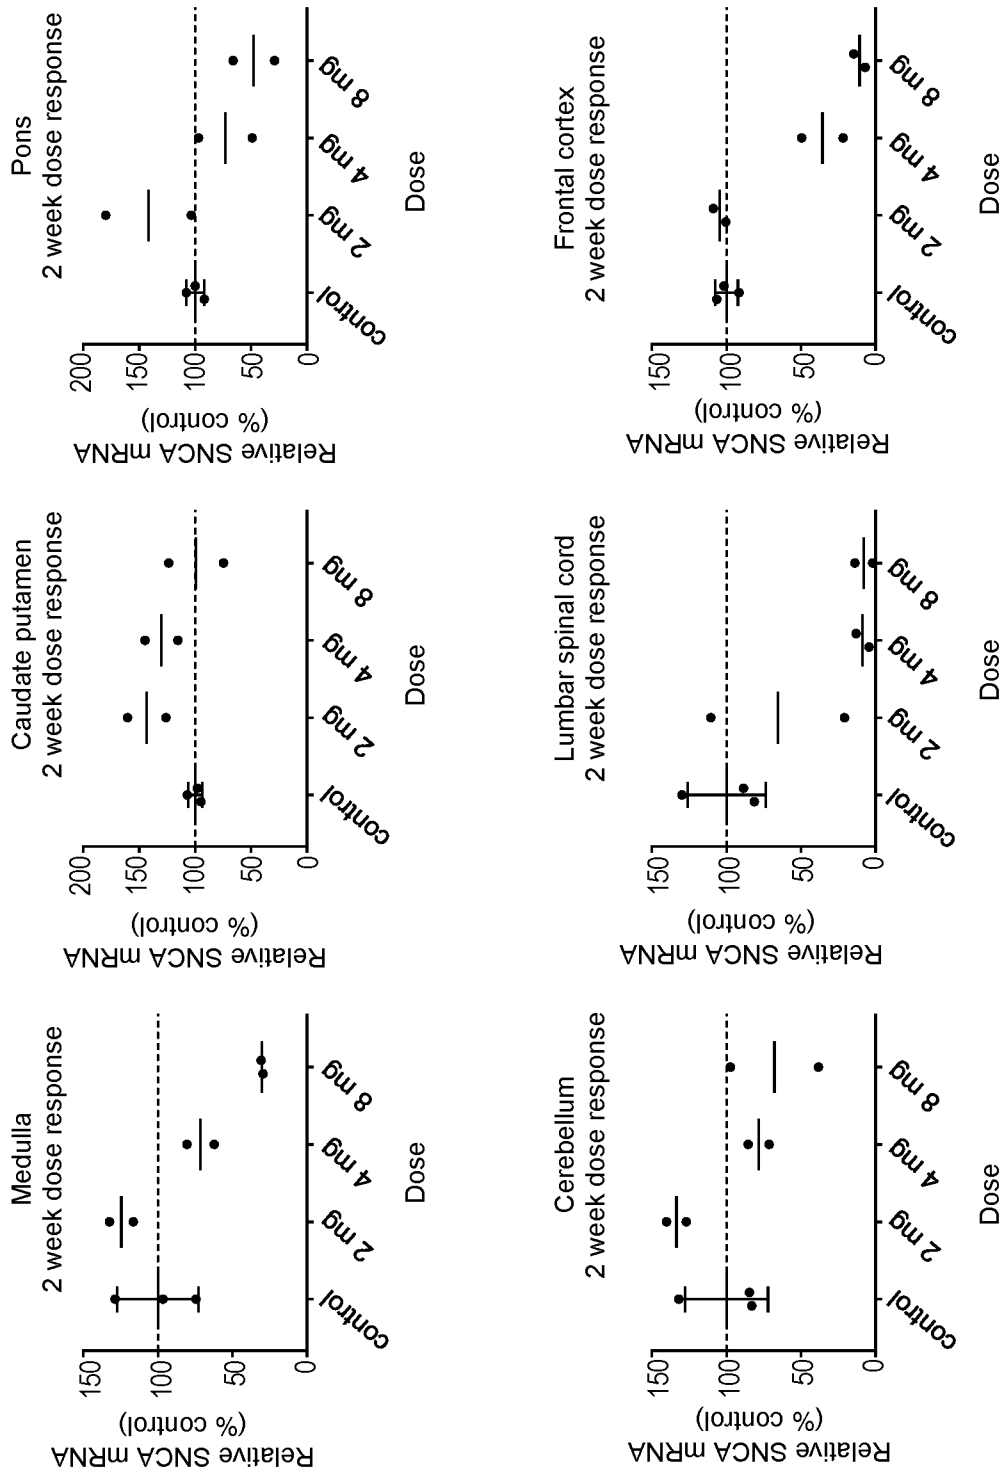 Medulla
2 week dose response
Relative SNCA mRNA
(% control)
150
100
50
0
control
2 mg
4 mg
8 mg
Dose
Caudate putamen
2 week dose response
Relative SNCA mRNA
(% control)
200
150
100
50
0
control
2 mg
4 mg
8 mg
Dose
Pons
2 week dose response
Relative SNCA mRNA
(% control)
200
150
100
50
0
control
2 mg
4 mg
8 mg
Dose
Cerebellum
2 week dose response
Relative SNCA mRNA
(% control)
150
100
50
0
control
2 mg
4 mg
8 mg
Dose
Lumbar spinal cord
2 week dose response
Relative SNCA mRNA
(% control)
150
100
50
0
control
2 mg
4 mg
8 mg
Dose
Frontal cortex
2 week dose response
Relative SNCA mRNA
(% control)
150
100
50
0
control
2 mg
4 mg
8 mg
Dose